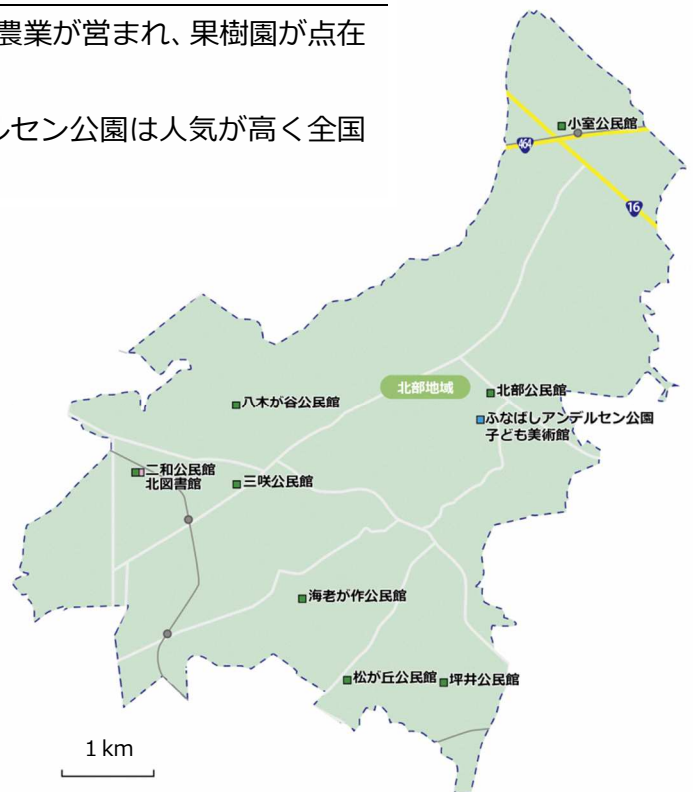 農業が営まれ、果樹園が点在
ルセン公園は人気が高く全国
小室公民館
464
16
北部地域
北部公民館
八木が谷公民館
ふなばしアンデルセン公園
子ども美術館
二和公民館
北図書館
三咲公民館
海老が作公民館
松が丘公民館
坪井公民館
1 km